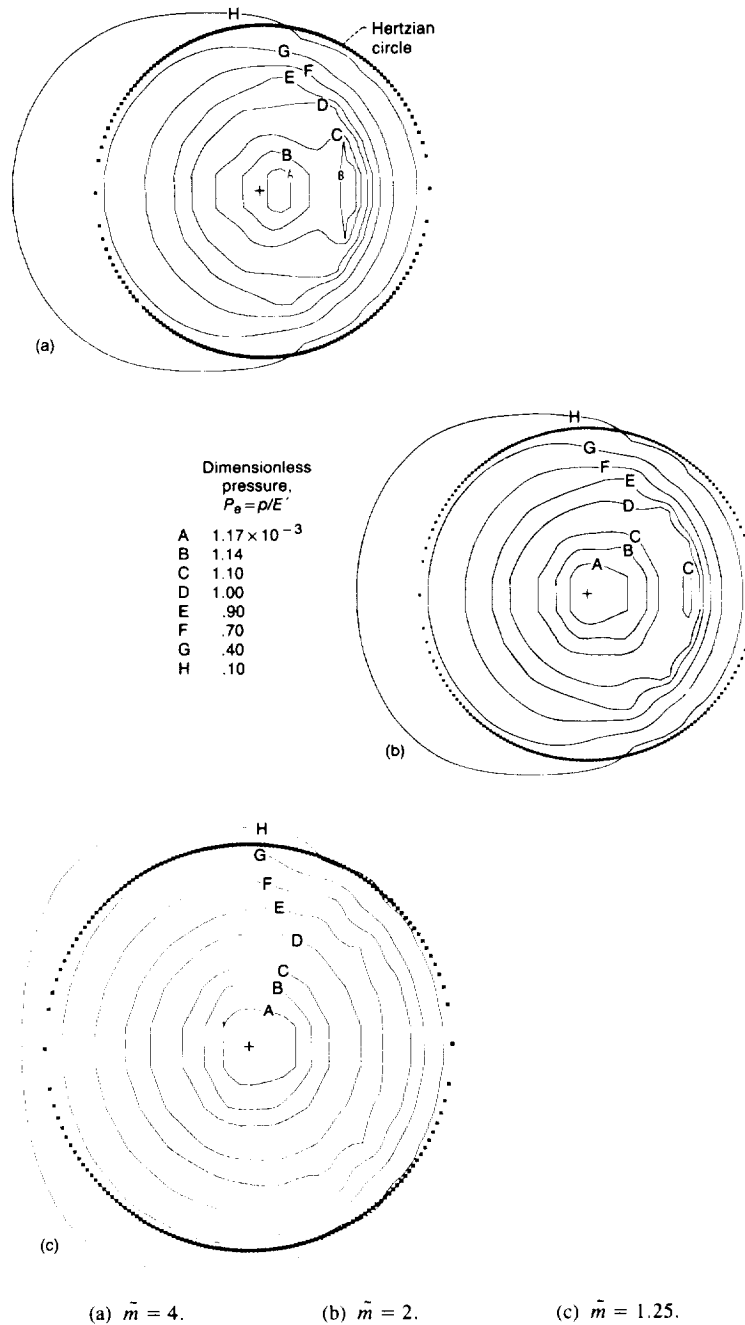 H
Hertzian
circle
G
F
E
D
C
B
A
B
(a)
H
G
F
E
D
C
B
A
C
(b)
Dimensionless
pressure,
Pₑ = p/E′
A 1.17 × 10⁻³
B 1.14
C 1.10
D 1.00
E .90
F .70
G .40
H .10
H
G
F
E
D
C
B
A
(c)
(a) m̃ = 4. (b) m̃ = 2. (c) m̃ = 1.25.